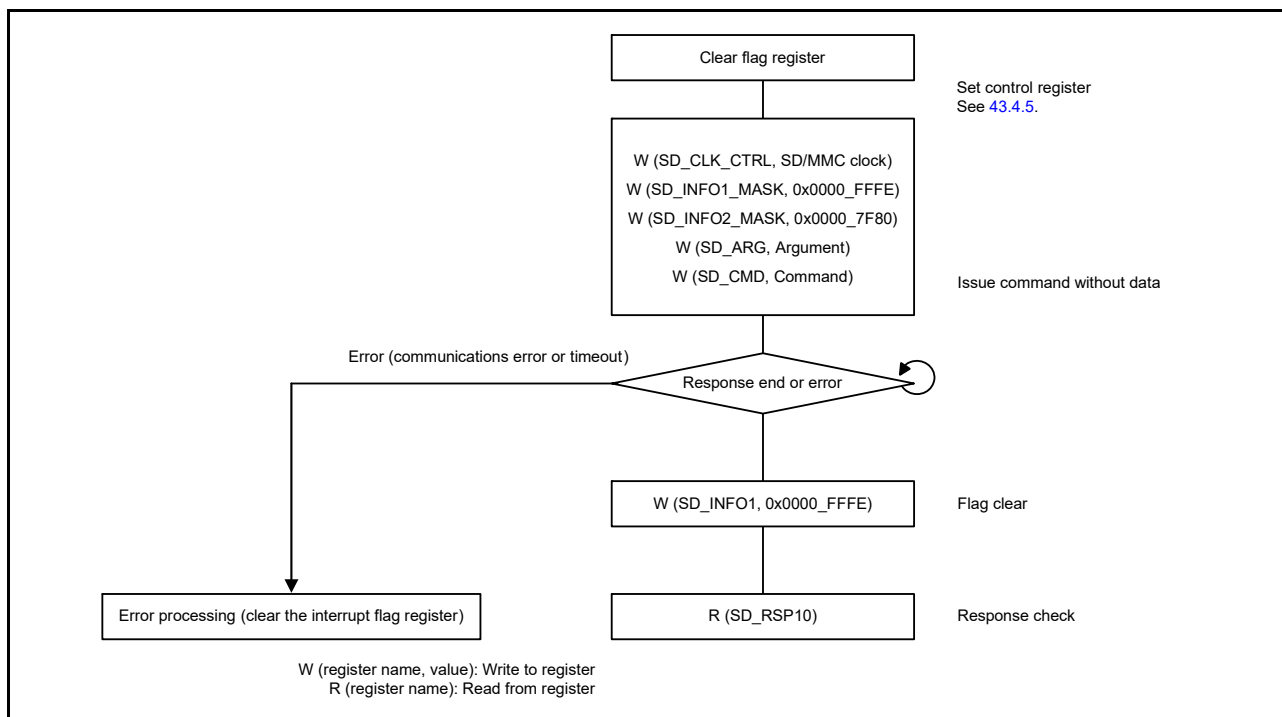 Clear flag register
Set control register
See 43.4.5.
W (SD_CLK_CTRL, SD/MMC clock)
W (SD_INFO1_MASK, 0x0000_FFFE)
W (SD_INFO2_MASK, 0x0000_7F80)
W (SD_ARG, Argument)
W (SD_CMD, Command)
Issue command without data
Error (communications error or timeout)
Response end or error
W (SD_INFO1, 0x0000_FFFE)
Flag clear
Error processing (clear the interrupt flag register)
R (SD_RSP10)
Response check
W (register name, value): Write to register
R (register name): Read from register